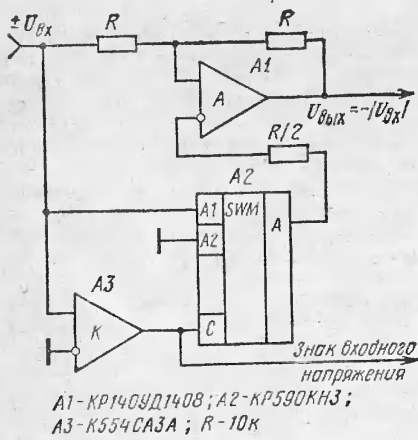 ± Uвх
R
R
A1
A
Uвых = -|Uвх|
R/2
A2
A1
SWM
A
A2
A3
K
C
Знак входного
напряжения
A1-КР140УД1408; A2-КР590КН3;
A3-К554СА3А; R-10к